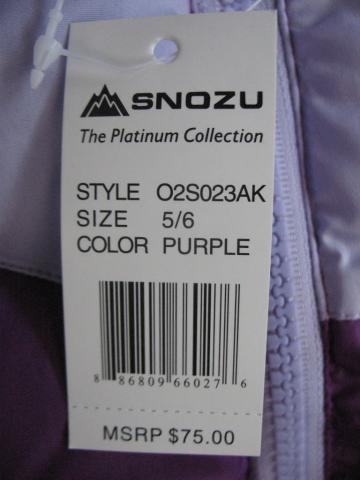 SNOZU
The Platinum Collection
STYLE O2S023AK
SIZE 5/6
COLOR PURPLE
8 86809 66027 6
MSRP $75.00